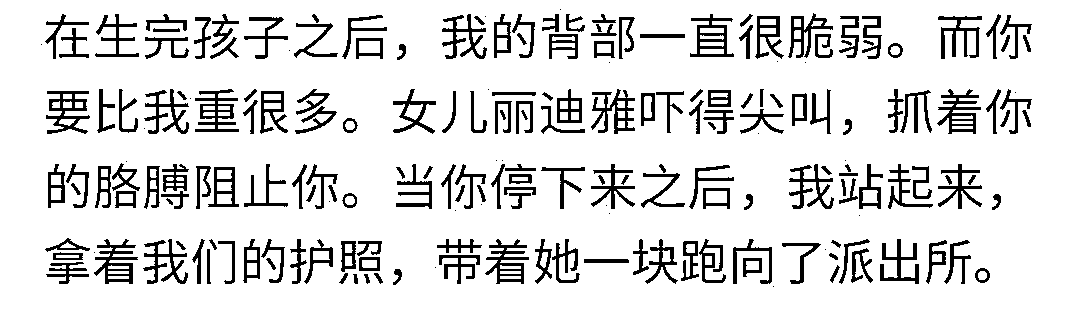 在生完孩子之后，我的背部一直很脆弱。而你
要比我重很多。女儿丽迪雅吓得尖叫，抓着你
的胳膊阻止你。当你停下来之后，我站起来，
拿着我们的护照，带着她一块跑向了派出所。